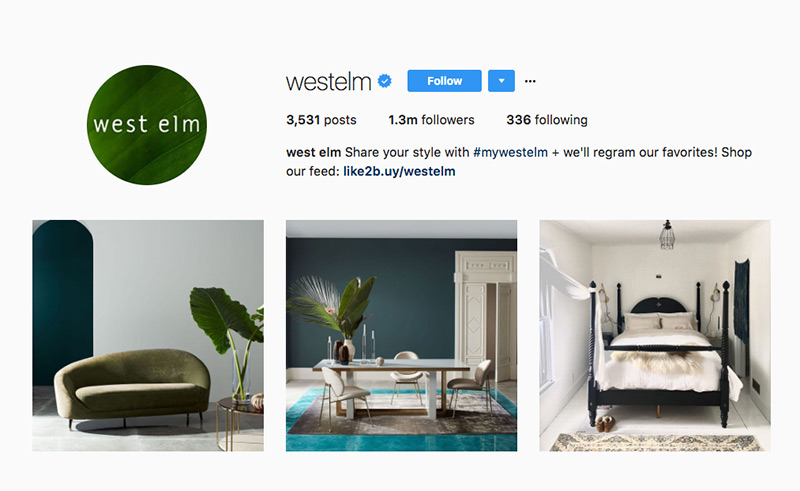 west elm
westelm Follow
3,531 posts 1.3m followers 336 following
west elm Share your style with #mywestelm + we'll regram our favorites! Shop
our feed: like2b.uy/westelm